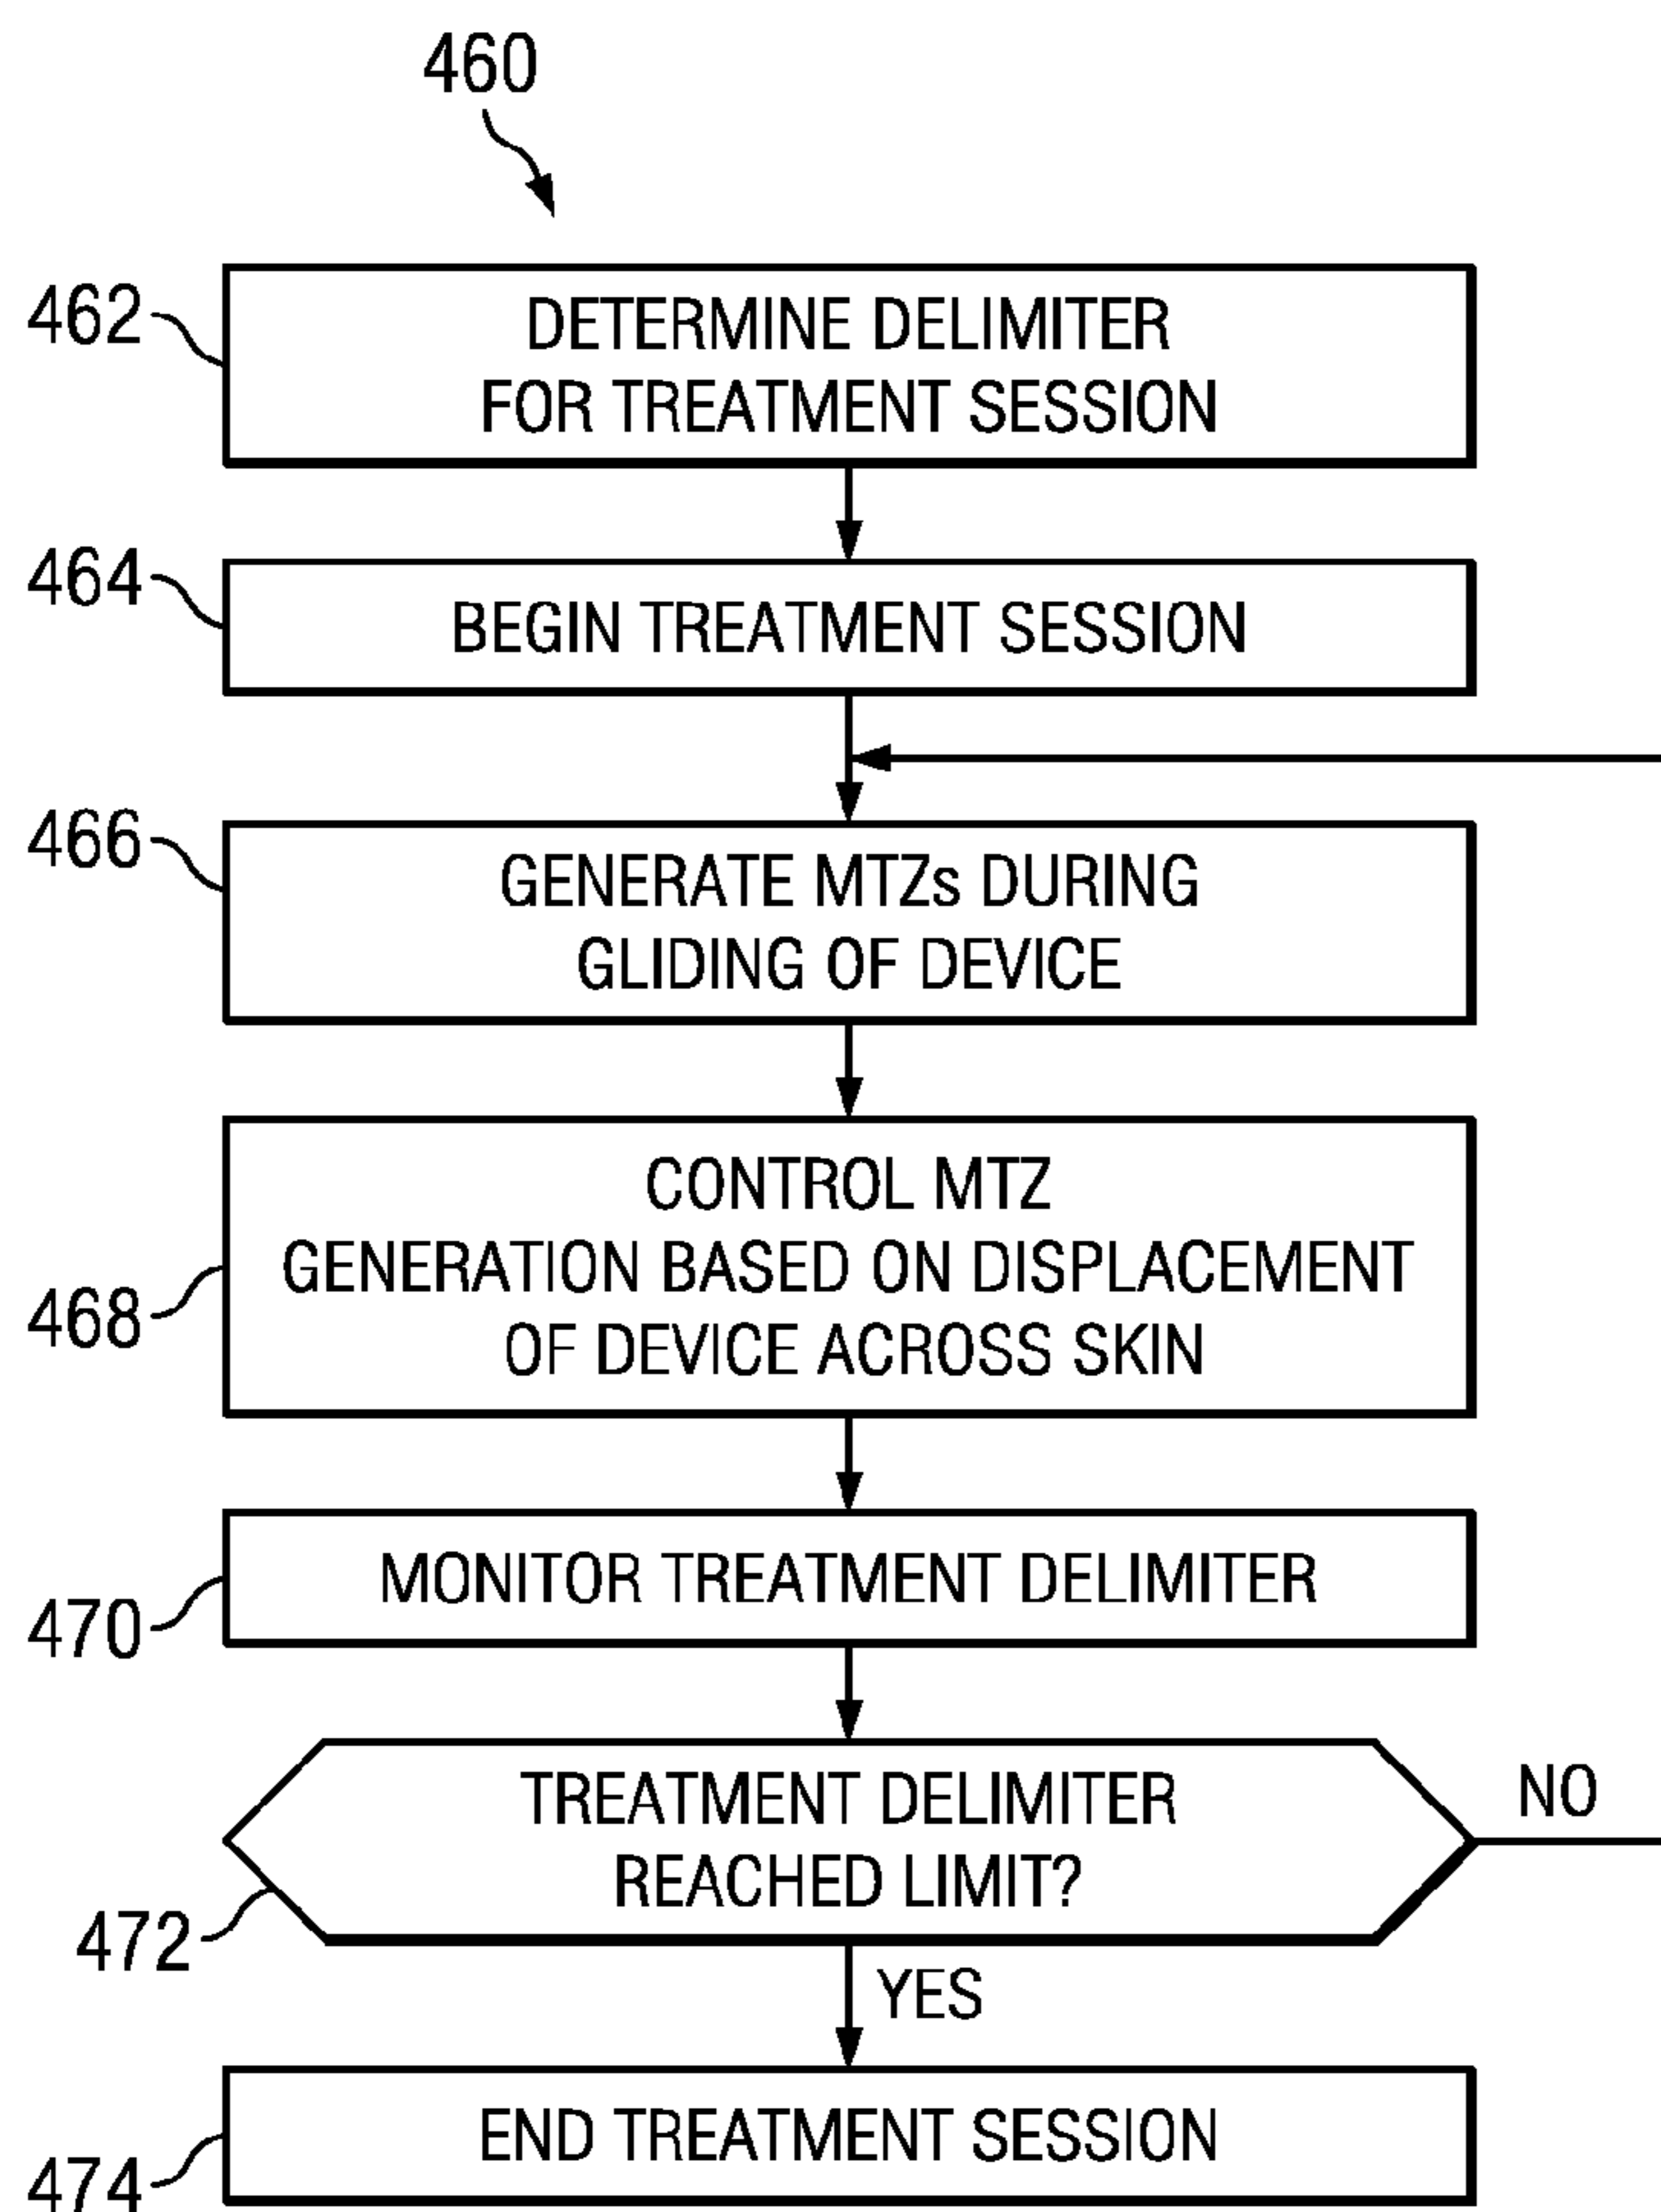 460
462
DETERMINE DELIMITER
FOR TREATMENT SESSION
464
BEGIN TREATMENT SESSION
466
GENERATE MTZs DURING
GLIDING OF DEVICE
468
CONTROL MTZ
GENERATION BASED ON DISPLACEMENT
OF DEVICE ACROSS SKIN
470
MONITOR TREATMENT DELIMITER
472
TREATMENT DELIMITER
REACHED LIMIT?
NO
YES
474
END TREATMENT SESSION